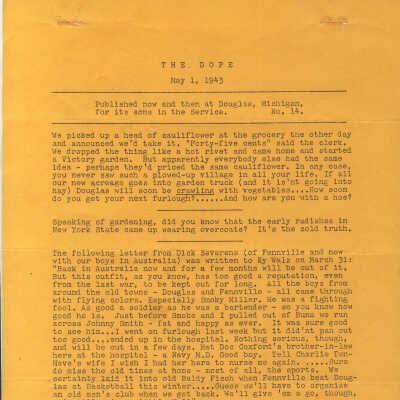 THE DOPE
May 1, 1943
Published now and then at Douglas, Michigan,
for its sons in the Service. No. 14.
We picked up a head of cauliflower at the grocery the other day
and announced we'd take it. "Forty-five cents" said the clerk.
We dropped the thing like a hot rivet and came home and started
a Victory garden. But apparently everybody else had the same
idea - perhaps they'd priced the same cauliflower. In any case,
you never saw such a plowed-up village in all your life. If all
our new acreage goes into garden truck (and it is'nt going into
hay) Douglas will soon be crawling with vegetables....How soon
do you get your next furlough?......And how are you with a hoe?
Speaking of gardening, did you know that the early radishes in
New York State came up wearing overcoats? It's the sold truth.
The following letter from Dick Severens (of Fennville and now
with our boys in Australia) was written to Hy Walk on March 31:
"Back in Australia now and for a few months will be out of it.
But this outfit, as you know, has too good a reputation, even
from the last war, to be kept out for long. All the boys from
around the old towne - Douglas and Fennville - all came through
with flying colors. Especially Smoky Miller. He was a fighting
fool. As good a soldier as he was a bartender - so you know how
good he is. Just before Smoke and I pulled out of Buna we run
across Johnny Smith - fat and happy as ever. It was sure good
to see him...I went on furlough last week but it did'nt pan out
too good....ended up in the hospital. Nothing serious, though,
and will be out in a few days. Met Doc Coxford's brother-in-law
here at the hospital - a Navy M.D. Good boy. Tell Charlie Van-
Nave's wife I wish I had her here to nurse me again. .....Sure
do miss the old times at home - most of all, the sports. We
certainly laid it into old Baldy Fisch when Fennville beat Doug-
las at Basketball this winter.....Guess we'll have to organize
an old men's club when we get back. We'll give 'em a go, though,